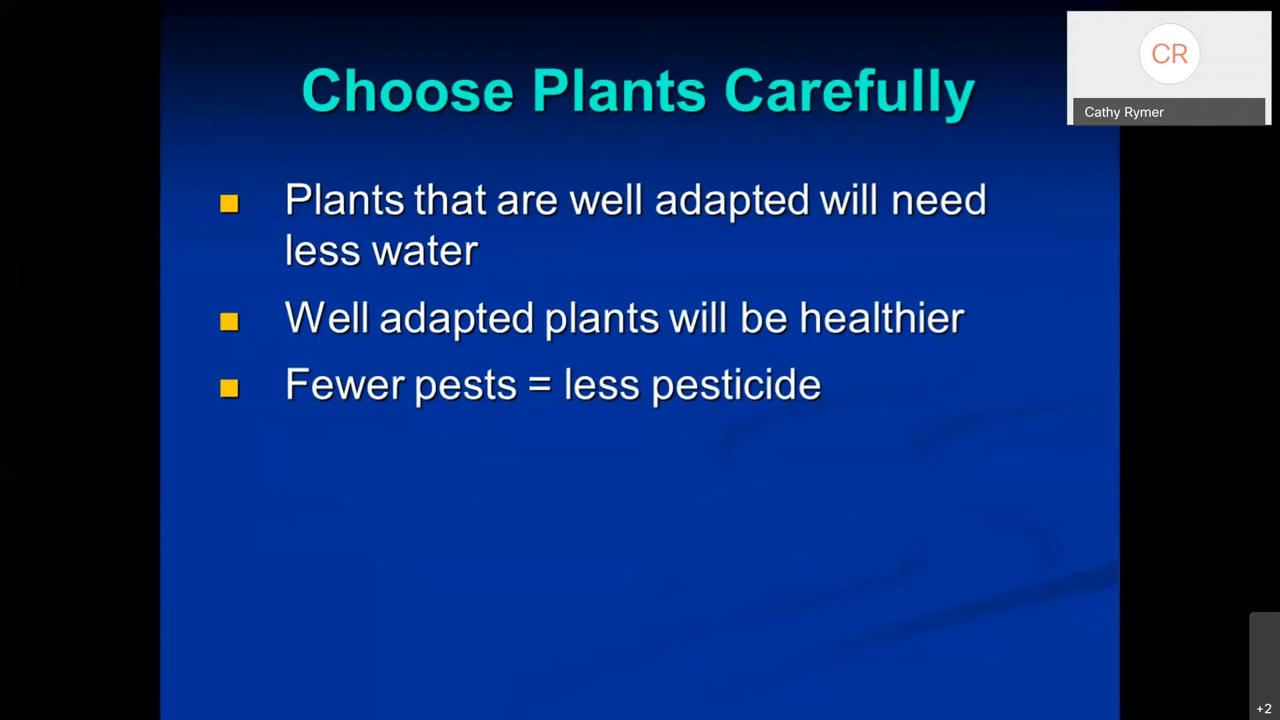 Choose Plants Carefully
CR
Cathy Rymer
Plants that are well adapted will need
less water
Well adapted plants will be healthier
Fewer pests = less pesticide
+2